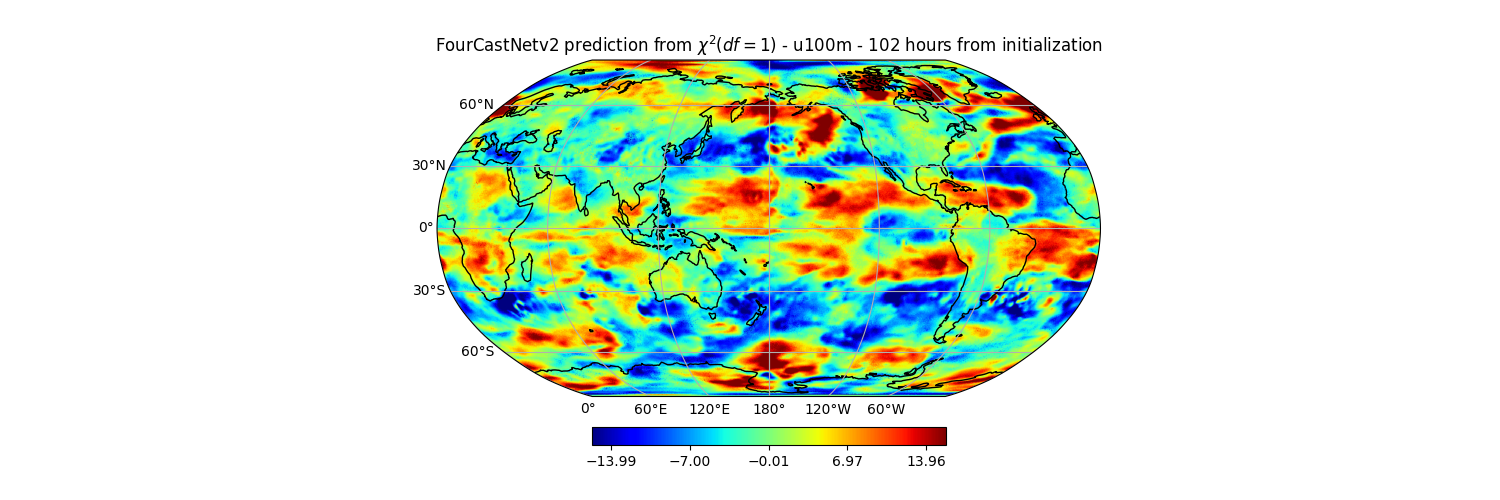 FourCastNetv2 prediction from χ²(df = 1) - u100m - 102 hours from initialization
60°N
30°N
0°
30°S
60°S
0° 60°E 120°E 180° 120°W 60°W
−13.99 −7.00 −0.01 6.97 13.96